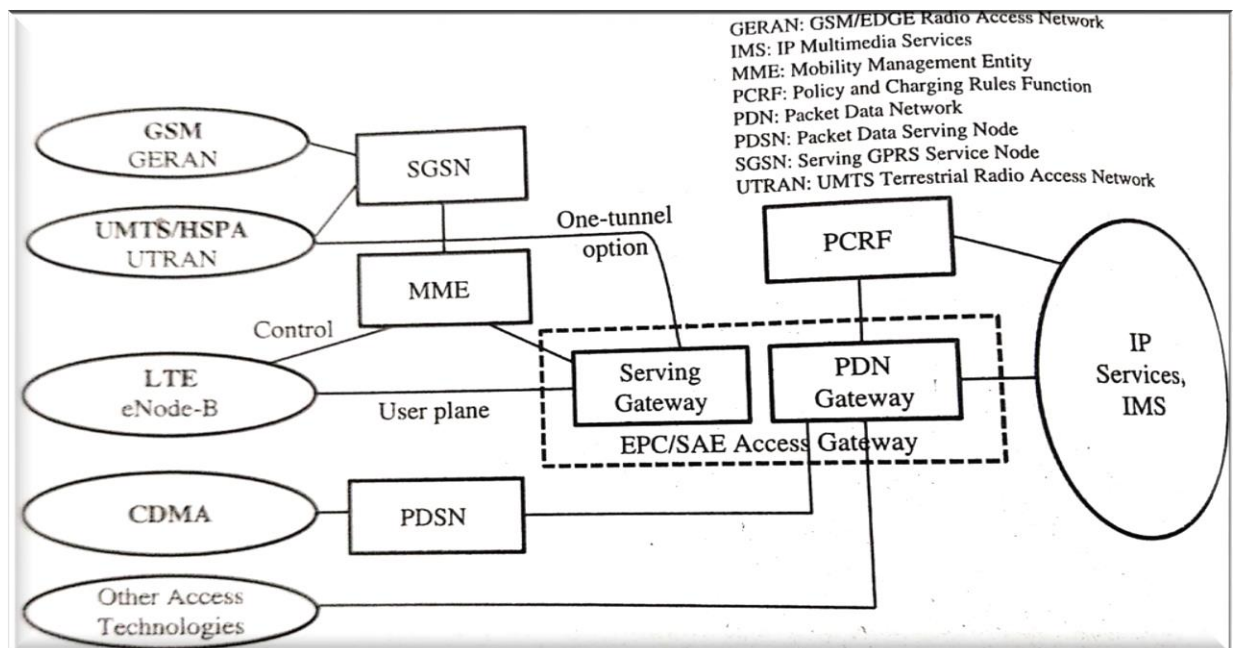 GERAN: GSM/EDGE Radio Access Network
IMS: IP Multimedia Services
MME: Mobility Management Entity
PCRF: Policy and Charging Rules Function
PDN: Packet Data Network
PDSN: Packet Data Serving Node
SGSN: Serving GPRS Service Node
UTRAN: UMTS Terrestrial Radio Access Network
GSM
GERAN
SGSN
UMTS/HSPA
UTRAN
One-tunnel
option
PCRF
MME
Control
LTE
eNode-B
User plane
Serving
Gateway
PDN
Gateway
EPC/SAE Access Gateway
IP
Services,
IMS
CDMA
PDSN
Other Access
Technologies